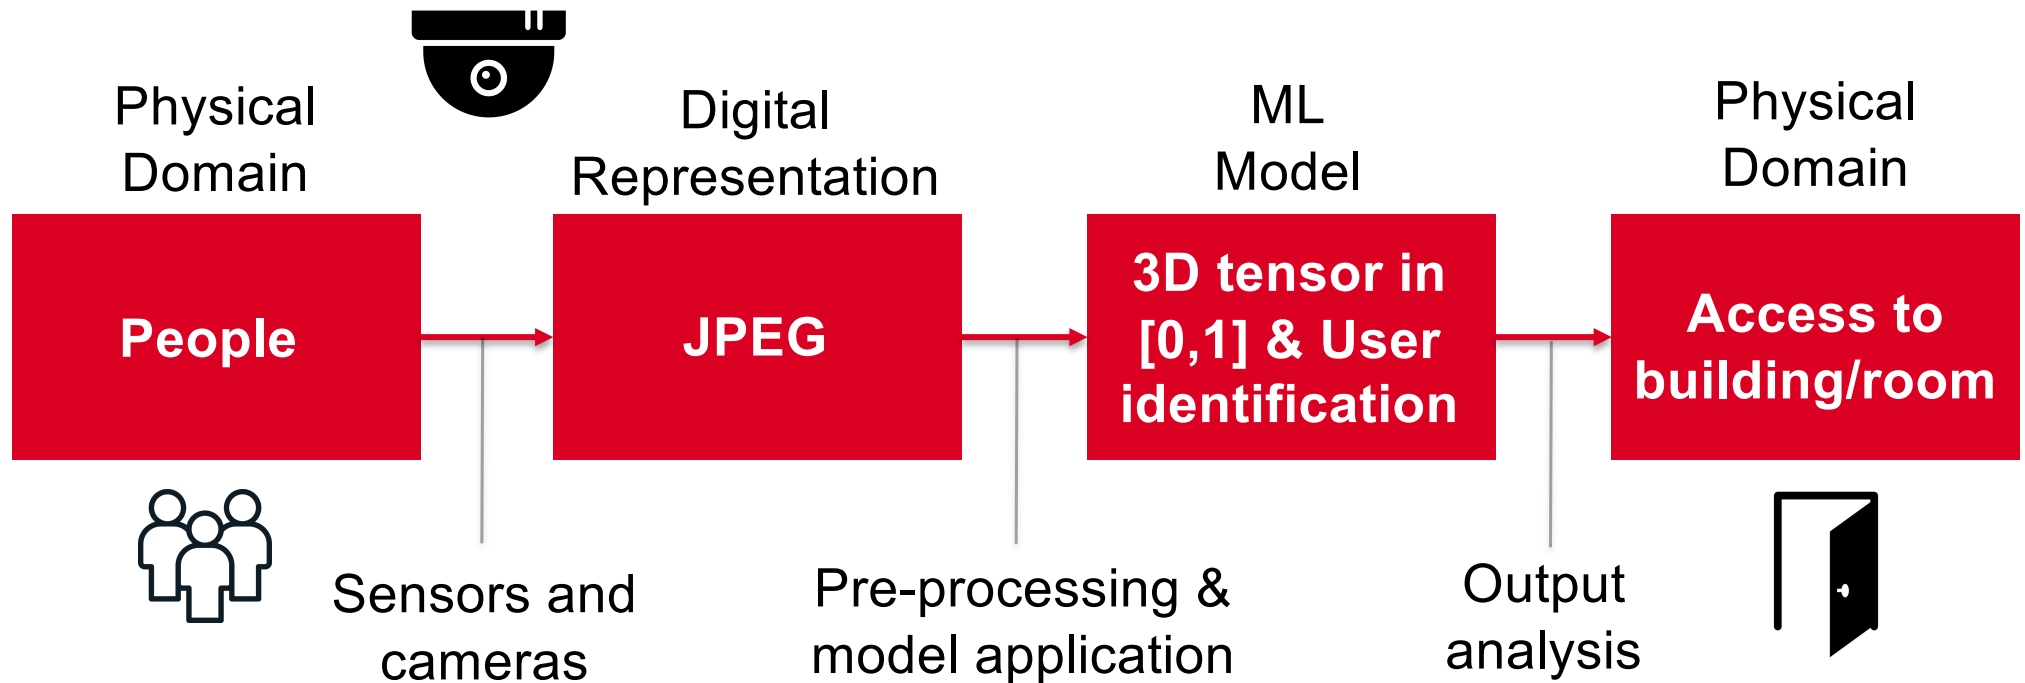 Physical
Domain
Digital
Representation
ML
Model
Physical
Domain
People
JPEG
3D tensor in
[0,1] & User
identification
Access to
building/room
Sensors and
cameras
Pre-processing &
model application
Output
analysis